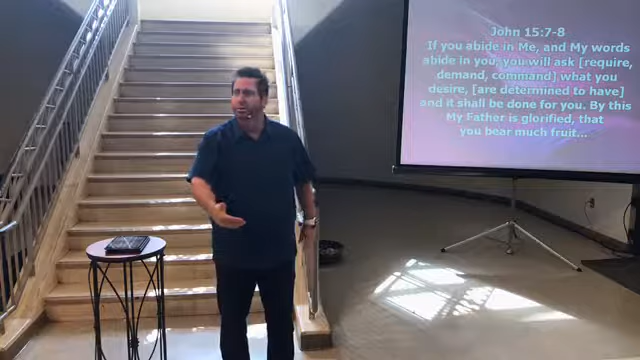 John 15:7-8
If you abide in Me, and My words
abide in you, you will ask [require,
demand, command] what you
desire, [are determined to have]
and it shall be done for you. By this
My Father is glorified, that
you bear much fruit...